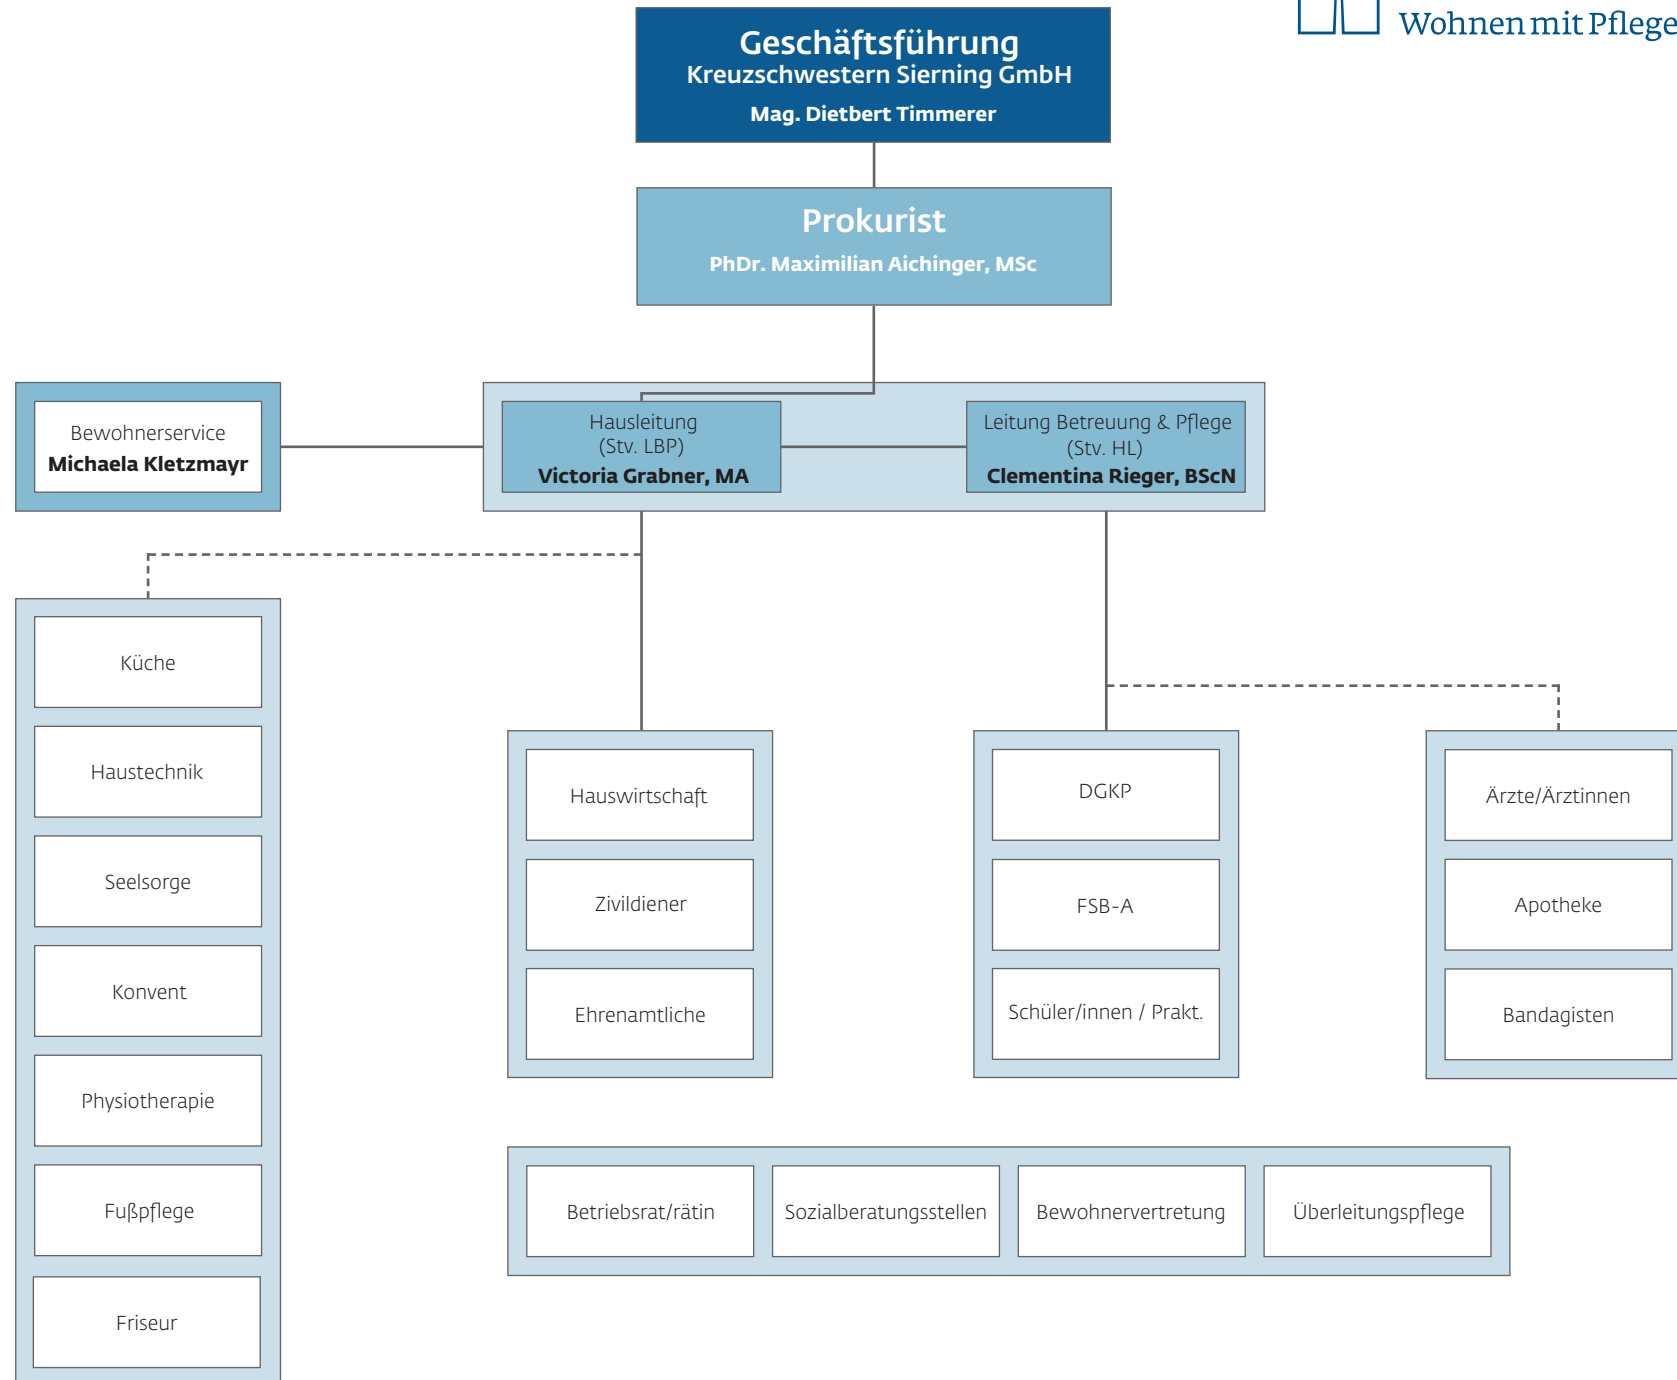 Wohnen mit Pflege
Geschäftsführung
Kreuzschwestern Sierning GmbH
Mag. Dietbert Timmerer
Prokurist
PhDr. Maximilian Aichinger, MSc
Bewohnerservice
Michaela Kletzmayr
Hausleitung
(Stv. LBP)
Victoria Grabner, MA
Leitung Betreuung & Pflege
(Stv. HL)
Clementina Rieger, BScN
Küche
Haustechnik
Seelsorge
Konvent
Physiotherapie
Fußpflege
Friseur
Hauswirtschaft
Zivildiener
Ehrenamtliche
DGKP
FSB-A
Schüler/innen / Prakt.
Ärzte/Ärztinnen
Apotheke
Bandagisten
Betriebsrat/rätin
Sozialberatungsstellen
Bewohnervertretung
Überleitungspflege